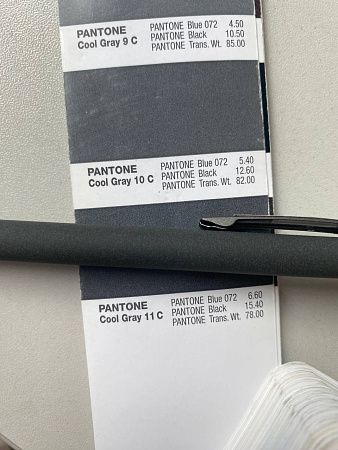 PANTONE
Cool Gray 9 C
PANTONE Blue 072 4.50
PANTONE Black 10.50
PANTONE Trans. Wt. 85.00
PANTONE
Cool Gray 10 C
PANTONE Blue 072 5.40
PANTONE Black 12.60
PANTONE Trans. Wt. 82.00
PANTONE
Cool Gray 11 C
PANTONE Blue 072 6.60
PANTONE Black 15.40
PANTONE Trans. Wt. 78.00